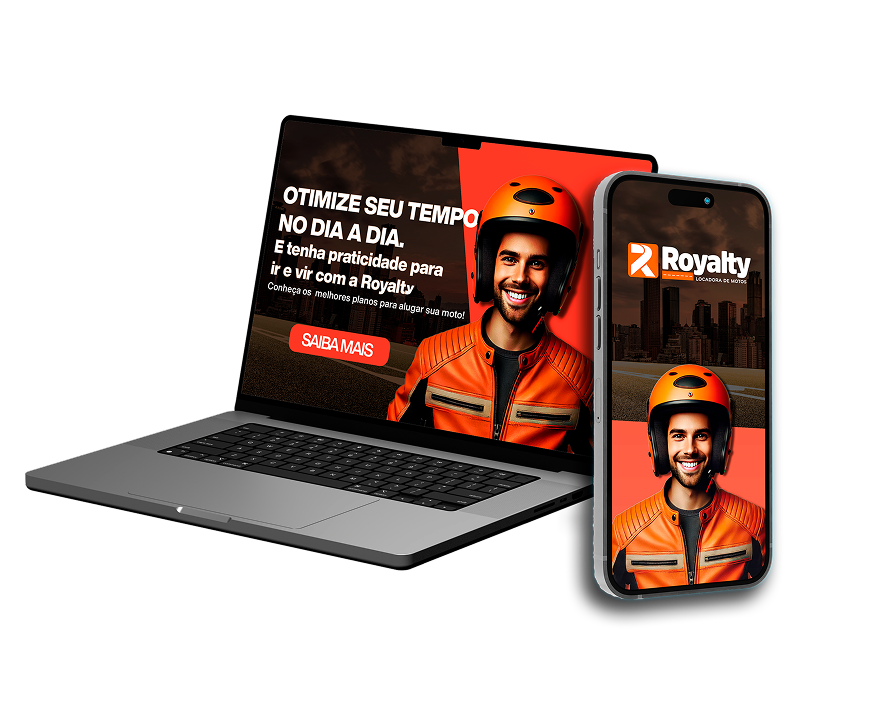 OTIMIZE SEU TEMPO
NO DIA A DIA.
E tenha praticidade para
ir e vir com a Royalty
Conheça os melhores planos para alugar sua moto!
SAIBA MAIS
Royalty
LOCADORA DE MOTOS